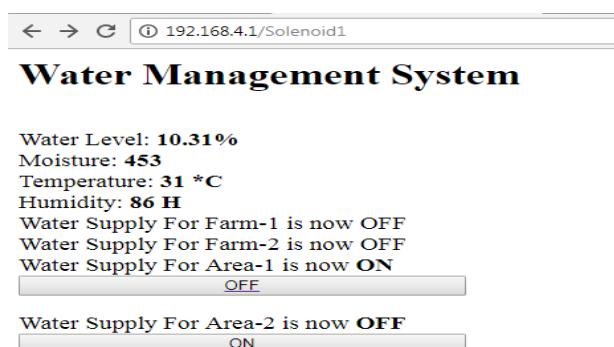 192.168.4.1/Solenoid1
Water Management System
Water Level: 10.31%
Moisture: 453
Temperature: 31 *C
Humidity: 86 H
Water Supply For Farm-1 is now OFF
Water Supply For Farm-2 is now OFF
Water Supply For Area-1 is now ON
OFF
Water Supply For Area-2 is now OFF
ON